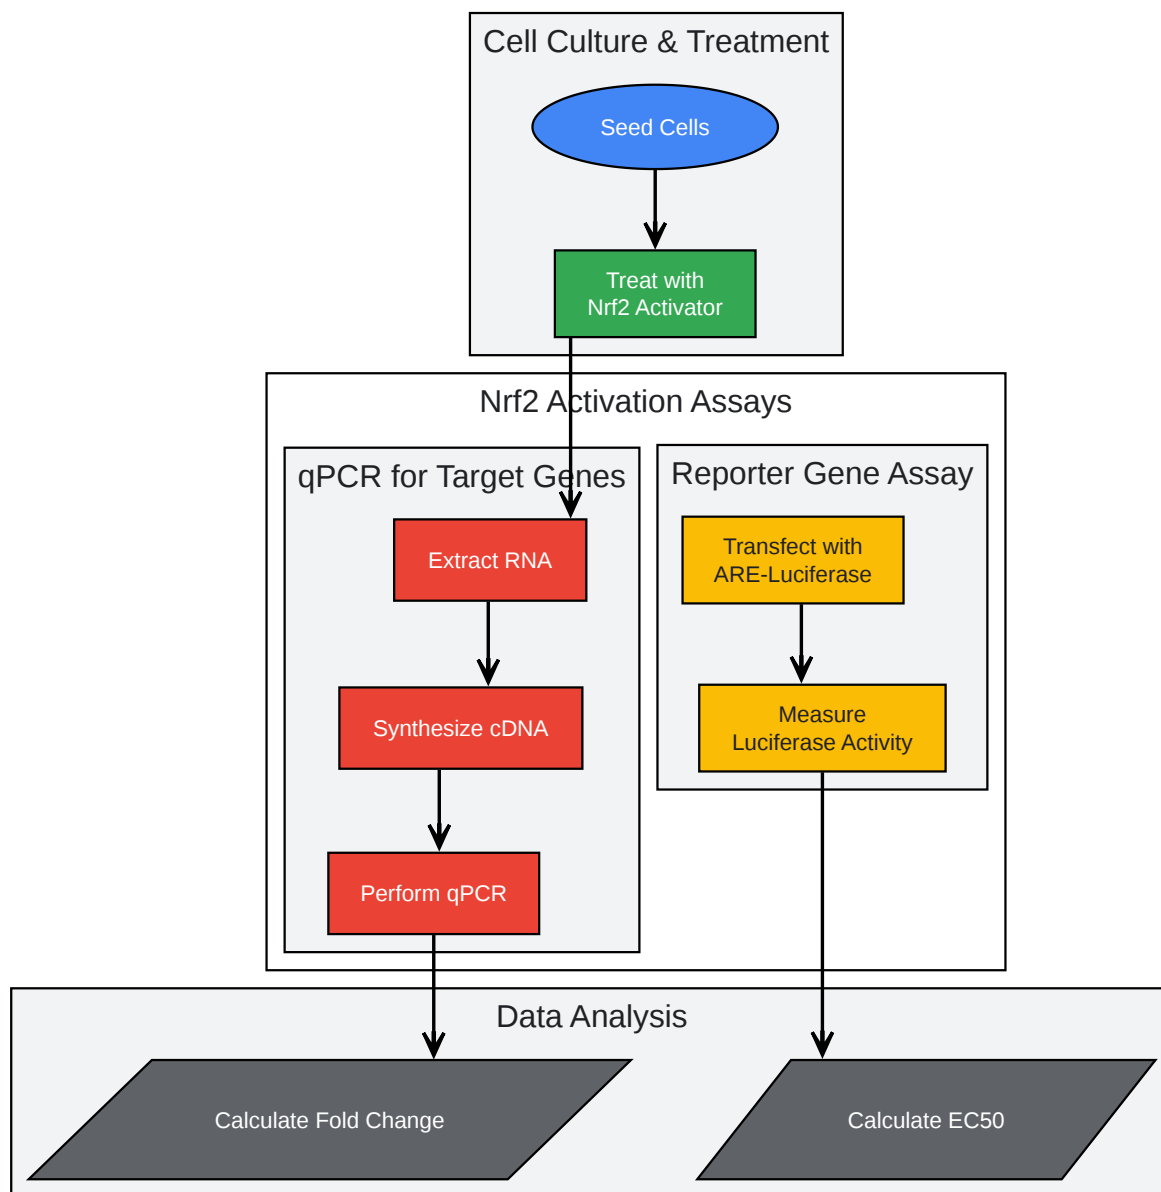 Cell Culture & Treatment
Seed Cells
Treat with
Nrf2 Activator
Nrf2 Activation Assays
qPCR for Target Genes
Extract RNA
Synthesize cDNA
Perform qPCR
Reporter Gene Assay
Transfect with
ARE-Luciferase
Measure
Luciferase Activity
Data Analysis
Calculate Fold Change
Calculate EC50